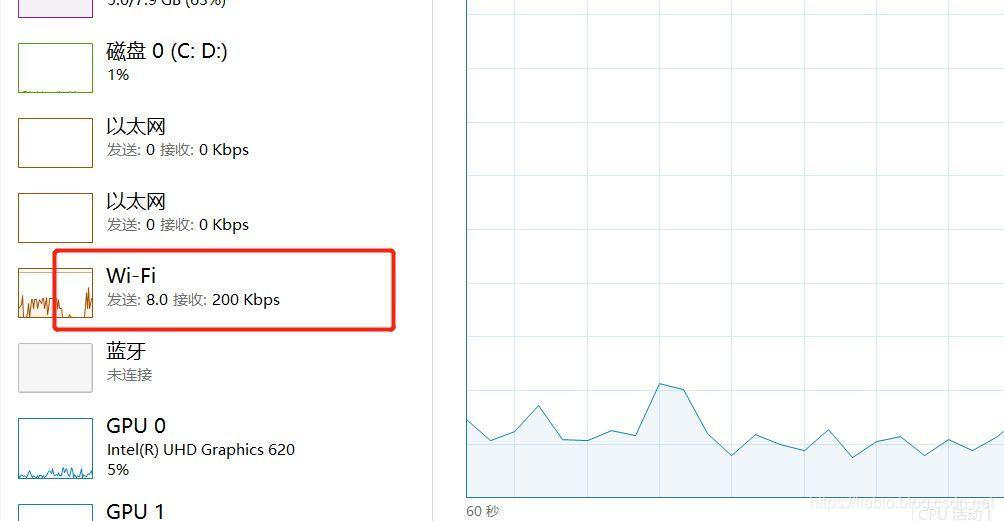 5.0/7.9 GB (63%)
磁盘 0 (C: D:)
1%
以太网
发送: 0 接收: 0 Kbps
以太网
发送: 0 接收: 0 Kbps
Wi-Fi
发送: 8.0 接收: 200 Kbps
蓝牙
未连接
GPU 0
Intel(R) UHD Graphics 620
5%
GPU 1
60 秒
https://liabio.blog.csdn.net
CPU 活动